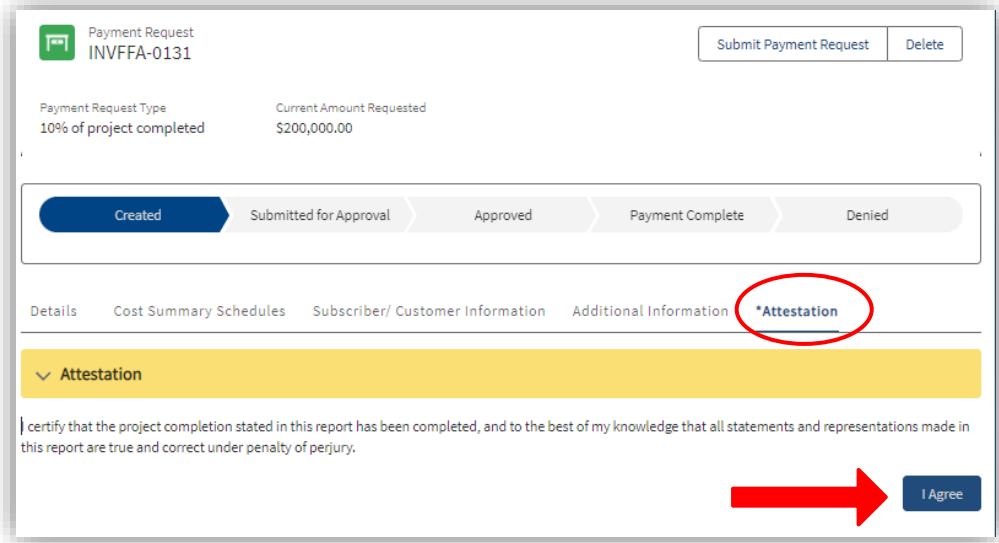 Payment Request
INVFFA-0131
Submit Payment Request
Delete
Payment Request Type
Current Amount Requested
10% of project completed
$200,000.00
Created
Submitted for Approval
Approved
Payment Complete
Denied
Details
Cost Summary Schedules
Subscriber/ Customer Information
Additional Information
*Attestation
Attestation
I certify that the project completion stated in this report has been completed, and to the best of my knowledge that all statements and representations made in
this report are true and correct under penalty of perjury.
I Agree